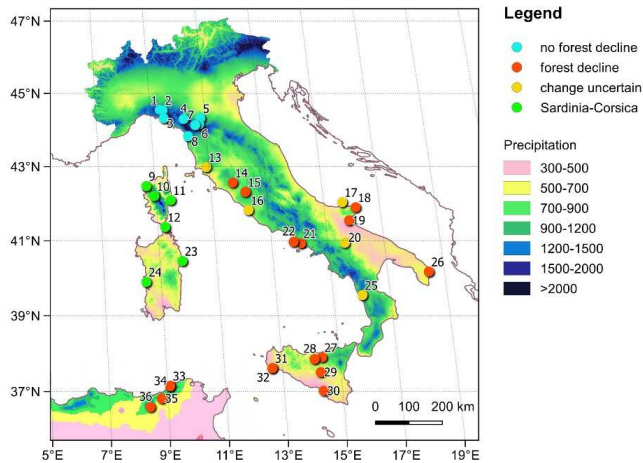 47°N
45°N
43°N
41°N
39°N
37°N
5°E 7°E 9°E 11°E 13°E 15°E 17°E 19°E
1 2
3
4 5
7
6
8
9
10 11
12
13
14
15
16
17
18
19
20
22 21
23
24
25
26
28 27
29
30
31
32
34 33
35
36
0 100 200 km
Legend
no forest decline
forest decline
change uncertain
Sardinia-Corsica
Precipitation
300-500
500-700
700-900
900-1200
1200-1500
1500-2000
>2000